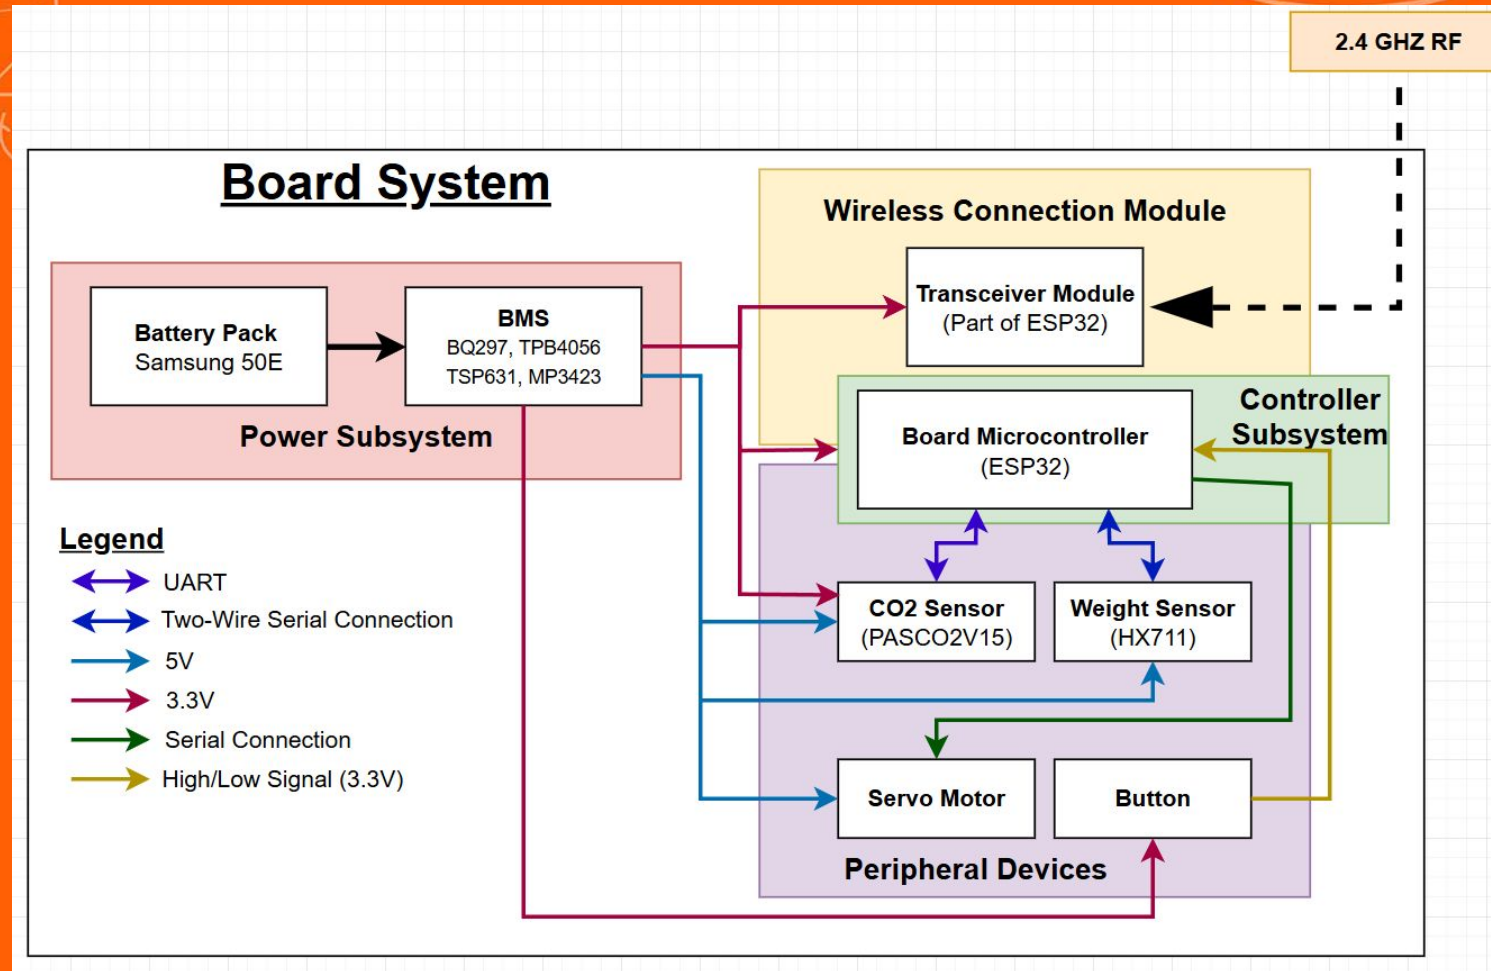 2.4 GHZ RF
Board System
Wireless Connection Module
Transceiver Module
(Part of ESP32)
Battery Pack
Samsung 50E
BMS
BQ297, TPB4056
TSP631, MP3423
Power Subsystem
Controller
Subsystem
Board Microcontroller
(ESP32)
Legend
UART
Two-Wire Serial Connection
5V
3.3V
Serial Connection
High/Low Signal (3.3V)
CO2 Sensor
(PASCO2V15)
Weight Sensor
(HX711)
Servo Motor
Button
Peripheral Devices